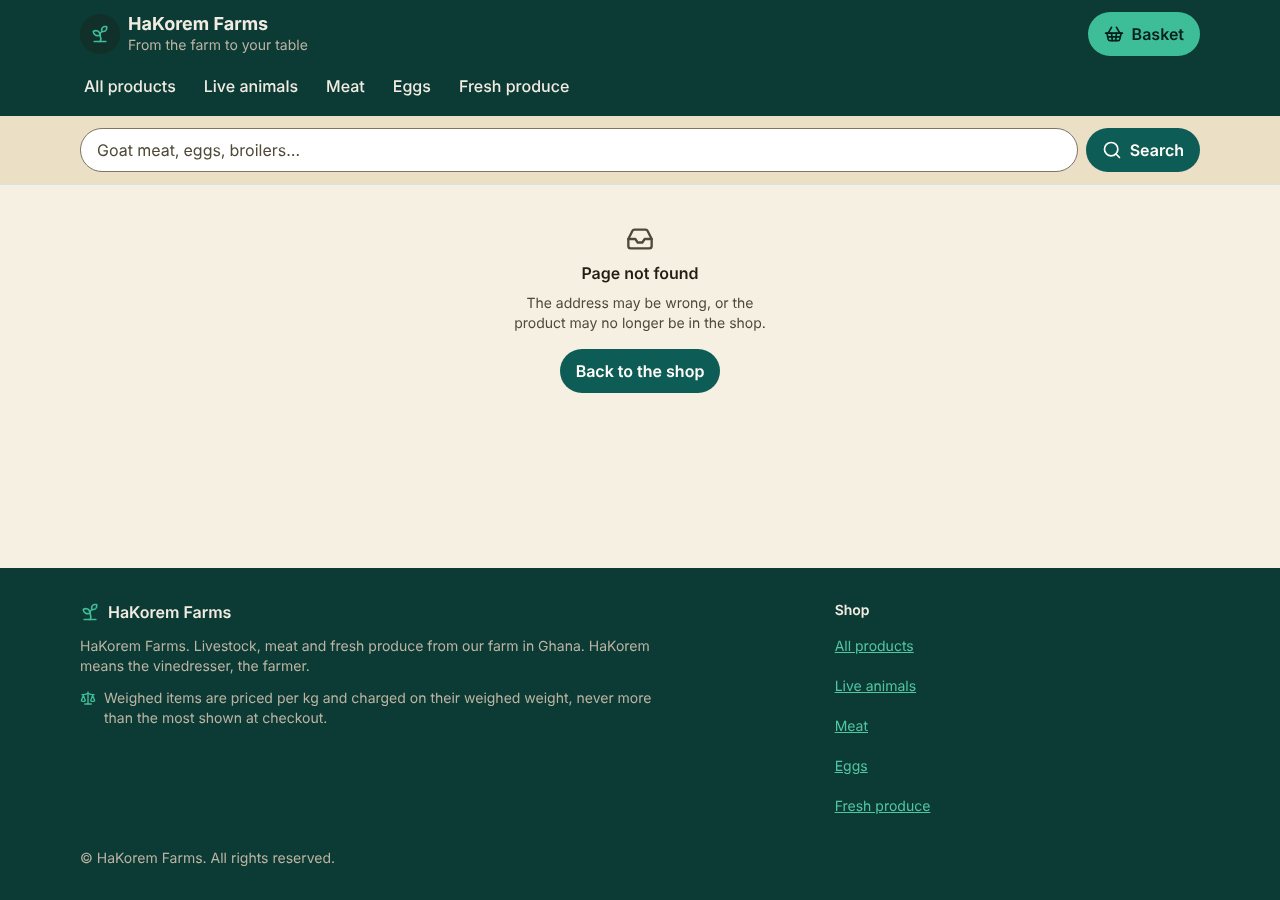 HaKorem Farms
From the farm to your table
Basket
All products
Live animals
Meat
Eggs
Fresh produce
Goat meat, eggs, broilers...
Search
Page not found
The address may be wrong, or the
product may no longer be in the shop.
Back to the shop
HaKorem Farms
HaKorem Farms. Livestock, meat and fresh produce from our farm in Ghana. HaKorem
means the vinedresser, the farmer.
Weighed items are priced per kg and charged on their weighed weight, never more
than the most shown at checkout.
Shop
All products
Live animals
Meat
Eggs
Fresh produce
© HaKorem Farms. All rights reserved.